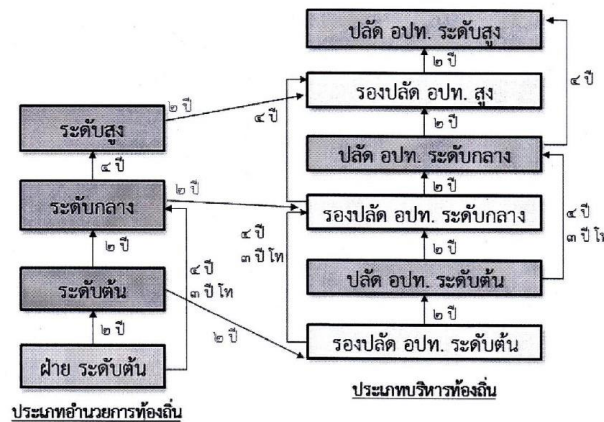 ปลัด อปท. ระดับสูง
๒ ปี
๔ ปี
รองปลัด อปท. สูง
๒ ปี
๒ ปี
๔ ปี
ระดับสูง
ปลัด อปท. ระดับกลาง
๔ ปี
๒ ปี
๒ ปี
ระดับกลาง
รองปลัด อปท. ระดับกลาง
๔ ปี
๓ ปี โท
๔ ปี
๓ ปี โท
๒ ปี
๒ ปี
๔ ปี
๓ ปี โท
ระดับต้น
ปลัด อปท. ระดับต้น
๒ ปี
๒ ปี
๒ ปี
ฝ่าย ระดับต้น
รองปลัด อปท. ระดับต้น
ประเภทอำนวยการท้องถิ่น
ประเภทบริหารท้องถิ่น